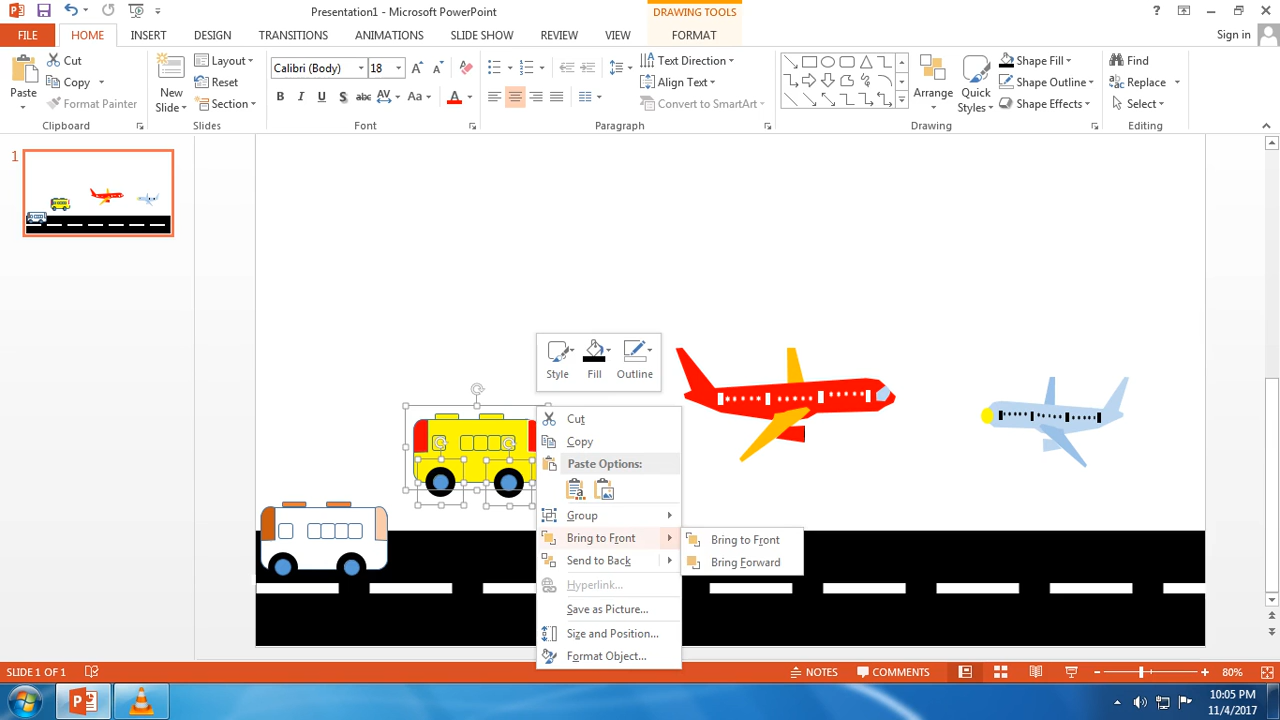 Presentation1 - Microsoft PowerPoint
DRAWING TOOLS
?
FILE HOME INSERT DESIGN TRANSITIONS ANIMATIONS SLIDE SHOW REVIEW VIEW FORMAT Sign in
Paste
Cut
Copy
Format Painter
Clipboard
New
Slide
Layout
Reset
Section
Slides
Calibri (Body) 18
B I U S abc AV Aa A
Font
Text Direction
Align Text
Convert to SmartArt
Paragraph
Arrange
Quick
Styles
Shape Fill
Shape Outline
Shape Effects
Drawing
Find
Replace
Select
Editing
1
Style Fill Outline
Cut
Copy
Paste Options:
Group
Bring to Front
Send to Back
Hyperlink...
Save as Picture...
Size and Position...
Format Object...
Bring to Front
Bring Forward
SLIDE 1 OF 1 NOTES COMMENTS 80%
10:05 PM
11/4/2017